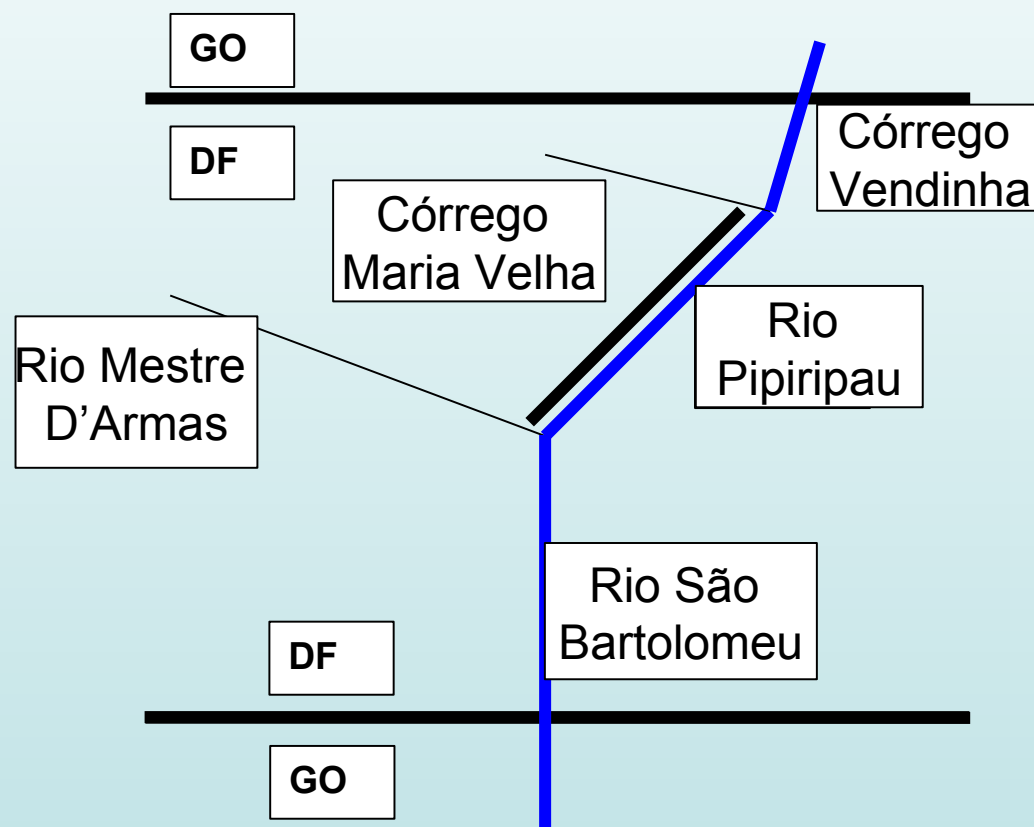 GO
DF
Córrego
Vendinha
Córrego
Maria Velha
Rio
Pipiripau
Rio Mestre
D’Armas
Rio São
Bartolomeu
DF
GO